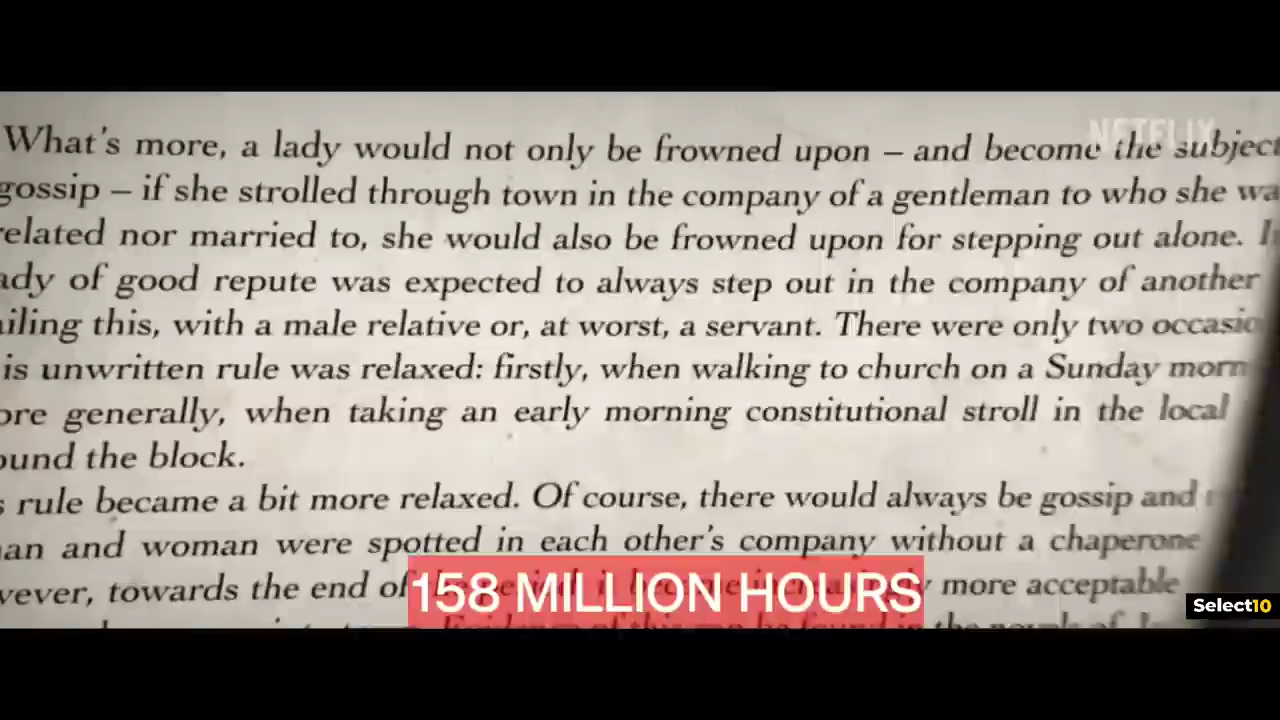 What's more, a lady would not only be frowned upon – and become the subject
gossip – if she strolled through town in the company of a gentleman to who she wa
related nor married to, she would also be frowned upon for stepping out alone. I
ady of good repute was expected to always step out in the company of another
ailing this, with a male relative or, at worst, a servant. There were only two occasio
is unwritten rule was relaxed: firstly, when walking to church on a Sunday morn
ore generally, when taking an early morning constitutional stroll in the local
ound the block.
s rule became a bit more relaxed. Of course, there would always be gossip and
an and woman were spotted in each other's company without a chaperone
wever, towards the end of more acceptable
NETFLIX
158 MILLION HOURS
Select10